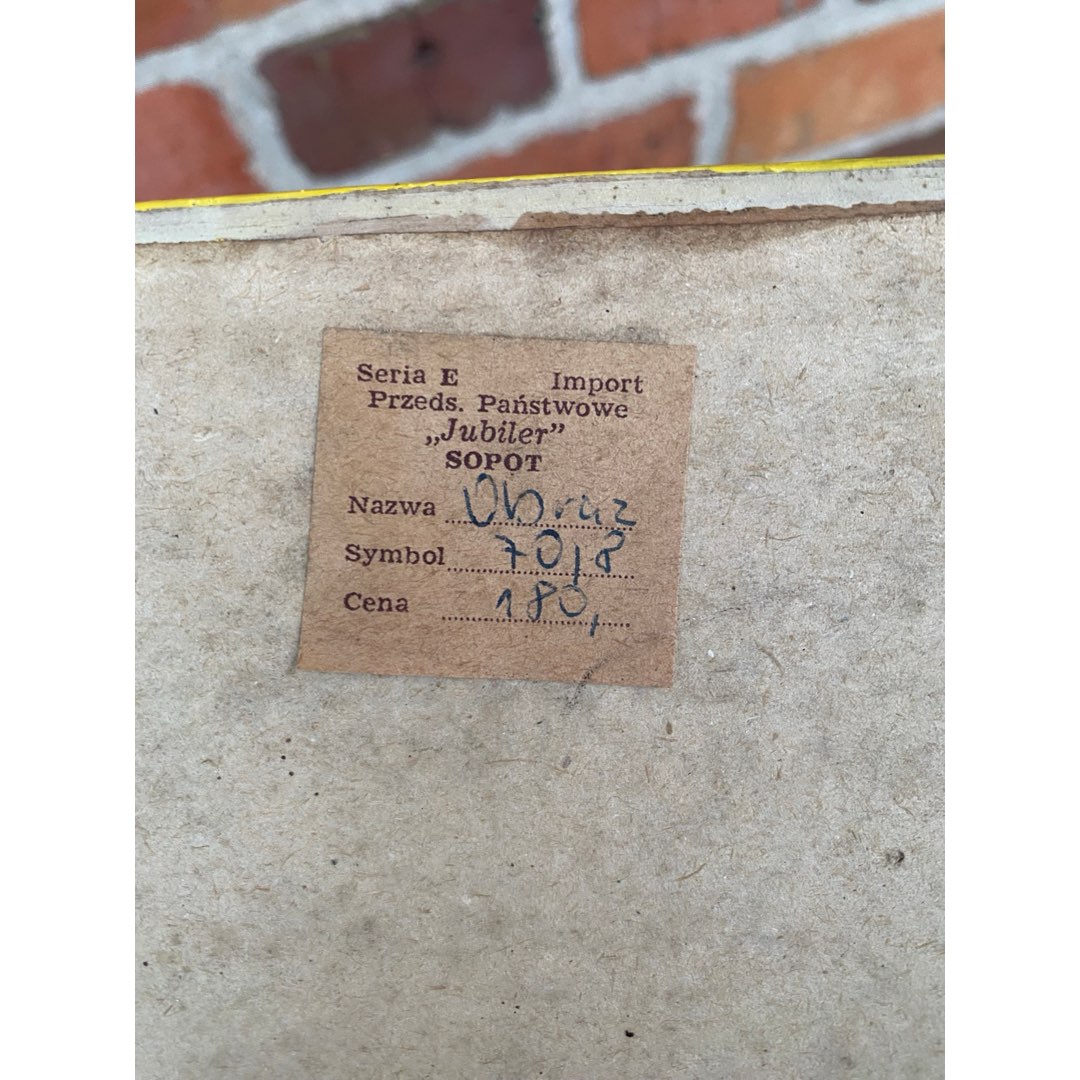 Seria E Import
Przeds. Państwowe
„Jubiler”
SOPOT
Nazwa Obraz
Symbol 7018
Cena 180,